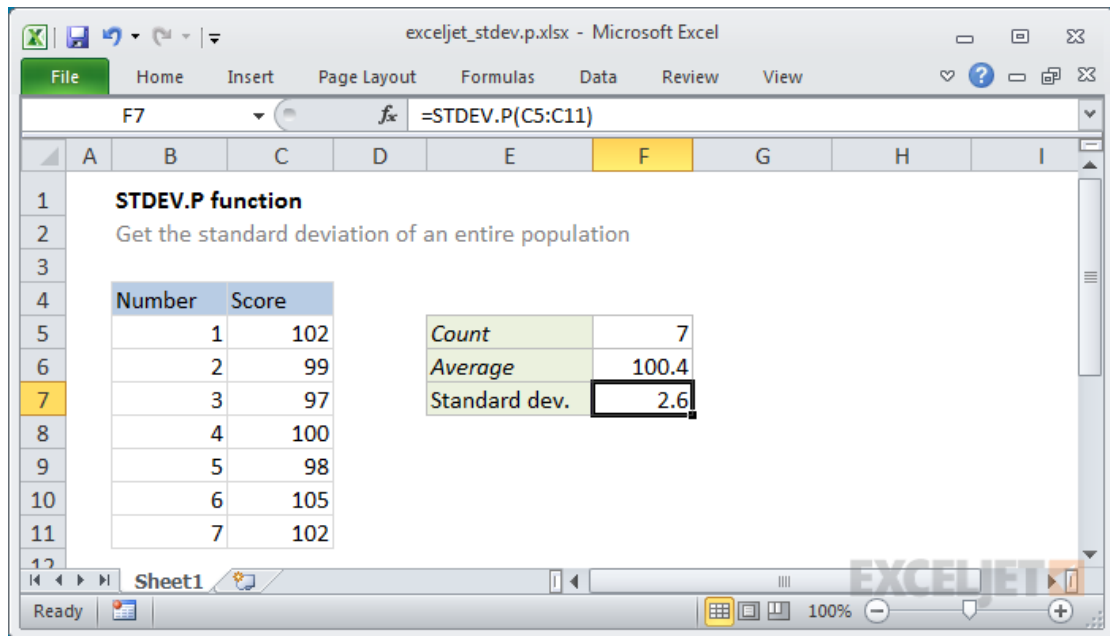 exceljet_stdev.p.xlsx - Microsoft Excel
File Home Insert Page Layout Formulas Data Review View
F7 fx =STDEV.P(C5:C11)
A B C D E F G H I
1 STDEV.P function
2 Get the standard deviation of an entire population
3
4 Number Score
5 1 102 Count 7
6 2 99 Average 100.4
7 3 97 Standard dev. 2.6
8 4 100
9 5 98
10 6 105
11 7 102
12
Sheet1
EXCELJET
Ready 100%